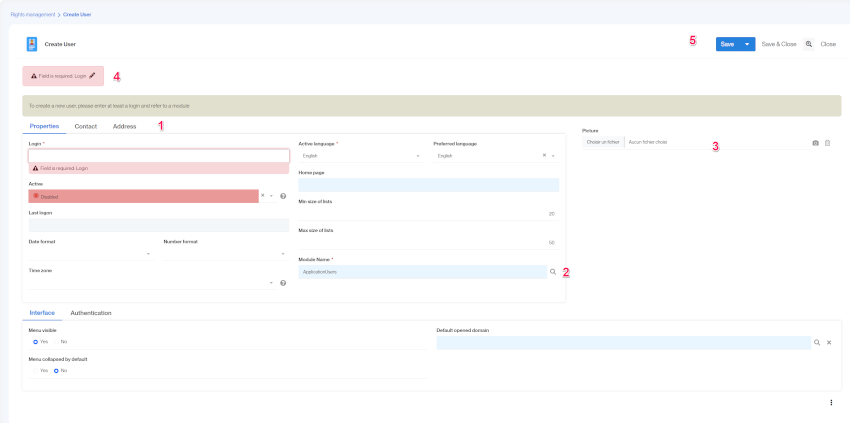 Rights management > Create User
Create User
5
Save
Save & Close
Close
Field is required: Login
4
To create a new user, please enter at least a login and refer to a module
Properties Contact Address 1
Login *
Field is required: Login
Active
Disabled
Last logon
Date format Number format
Time zone
Active language * Preferred language
English English
Home page
Min size of lists
20
Max size of lists
50
Module Name *
ApplicationUsers
2
Picture
Choisir un fichier Aucun fichier choisi
3
Interface Authentication
Menu visible
Yes No
Menu collapsed by default
Yes No
Default opened domain